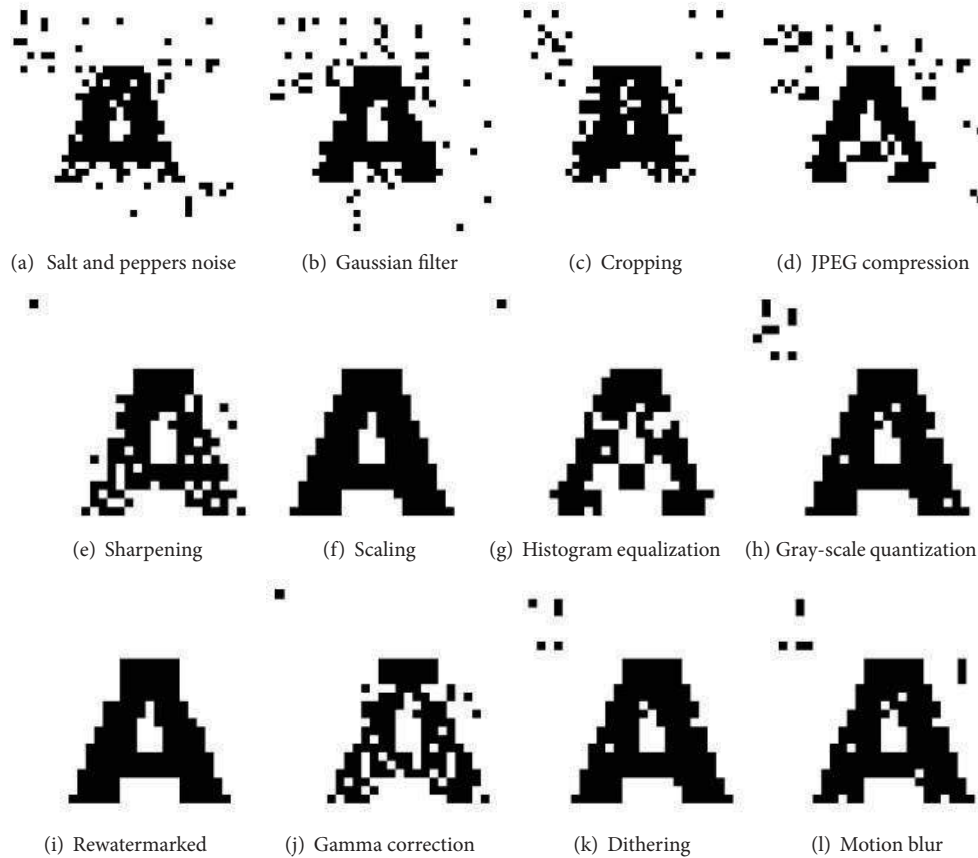 (a) Salt and peppers noise (b) Gaussian filter (c) Cropping (d) JPEG compression
(e) Sharpening (f) Scaling (g) Histogram equalization (h) Gray-scale quantization
(i) Rewatermarked (j) Gamma correction (k) Dithering (l) Motion blur